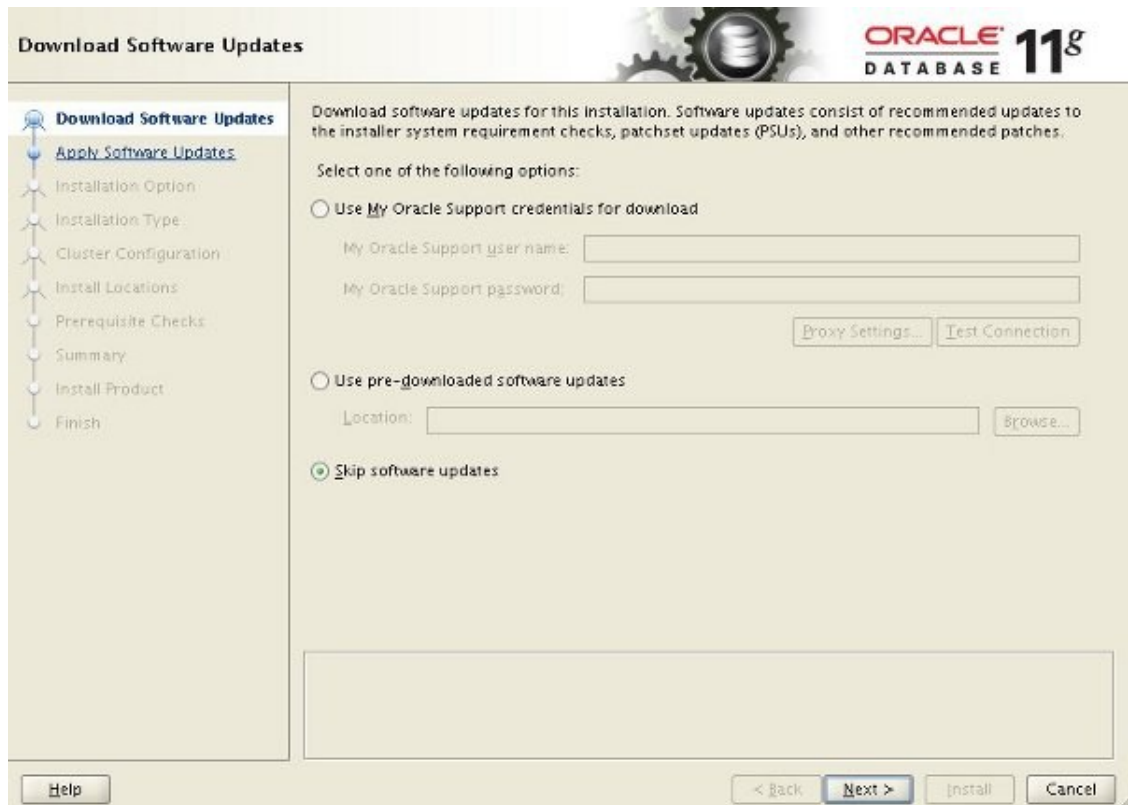 Download Software Updates
ORACLE®
DATABASE 11g
Download Software Updates
Apply Software Updates
Installation Option
Installation Type
Cluster Configuration
Install Locations
Prerequisite Checks
Summary
Install Product
Finish
Download software updates for this installation. Software updates consist of recommended updates to
the installer system requirement checks, patchset updates (PSUs), and other recommended patches.
Select one of the following options:
Use My Oracle Support credentials for download
My Oracle Support user name:
My Oracle Support password:
Proxy Settings... Test Connection
Use pre-downloaded software updates
Location: Browse...
Skip software updates
Help < Back Next > Install Cancel